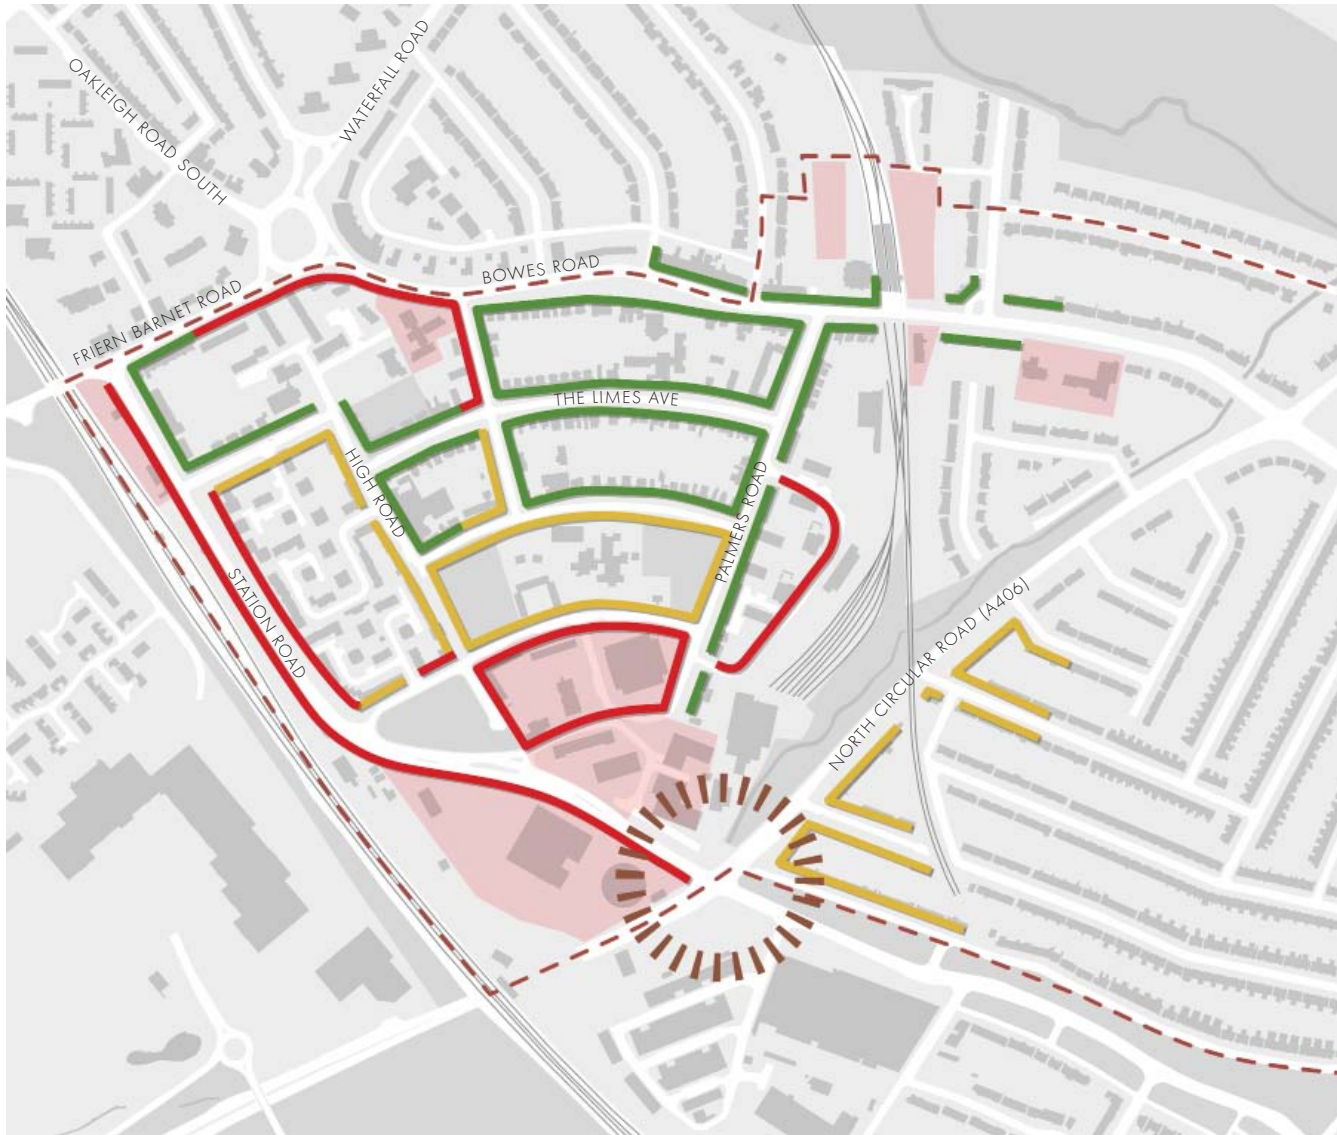 OAKLEIGH ROAD SOUTH
WATERFALL ROAD
BOWES ROAD
FRIERN BARNET ROAD
THE LIMES AVE
HIGH ROAD
PALMERS ROAD
STATION ROAD
NORTH CIRCULAR ROAD (A406)